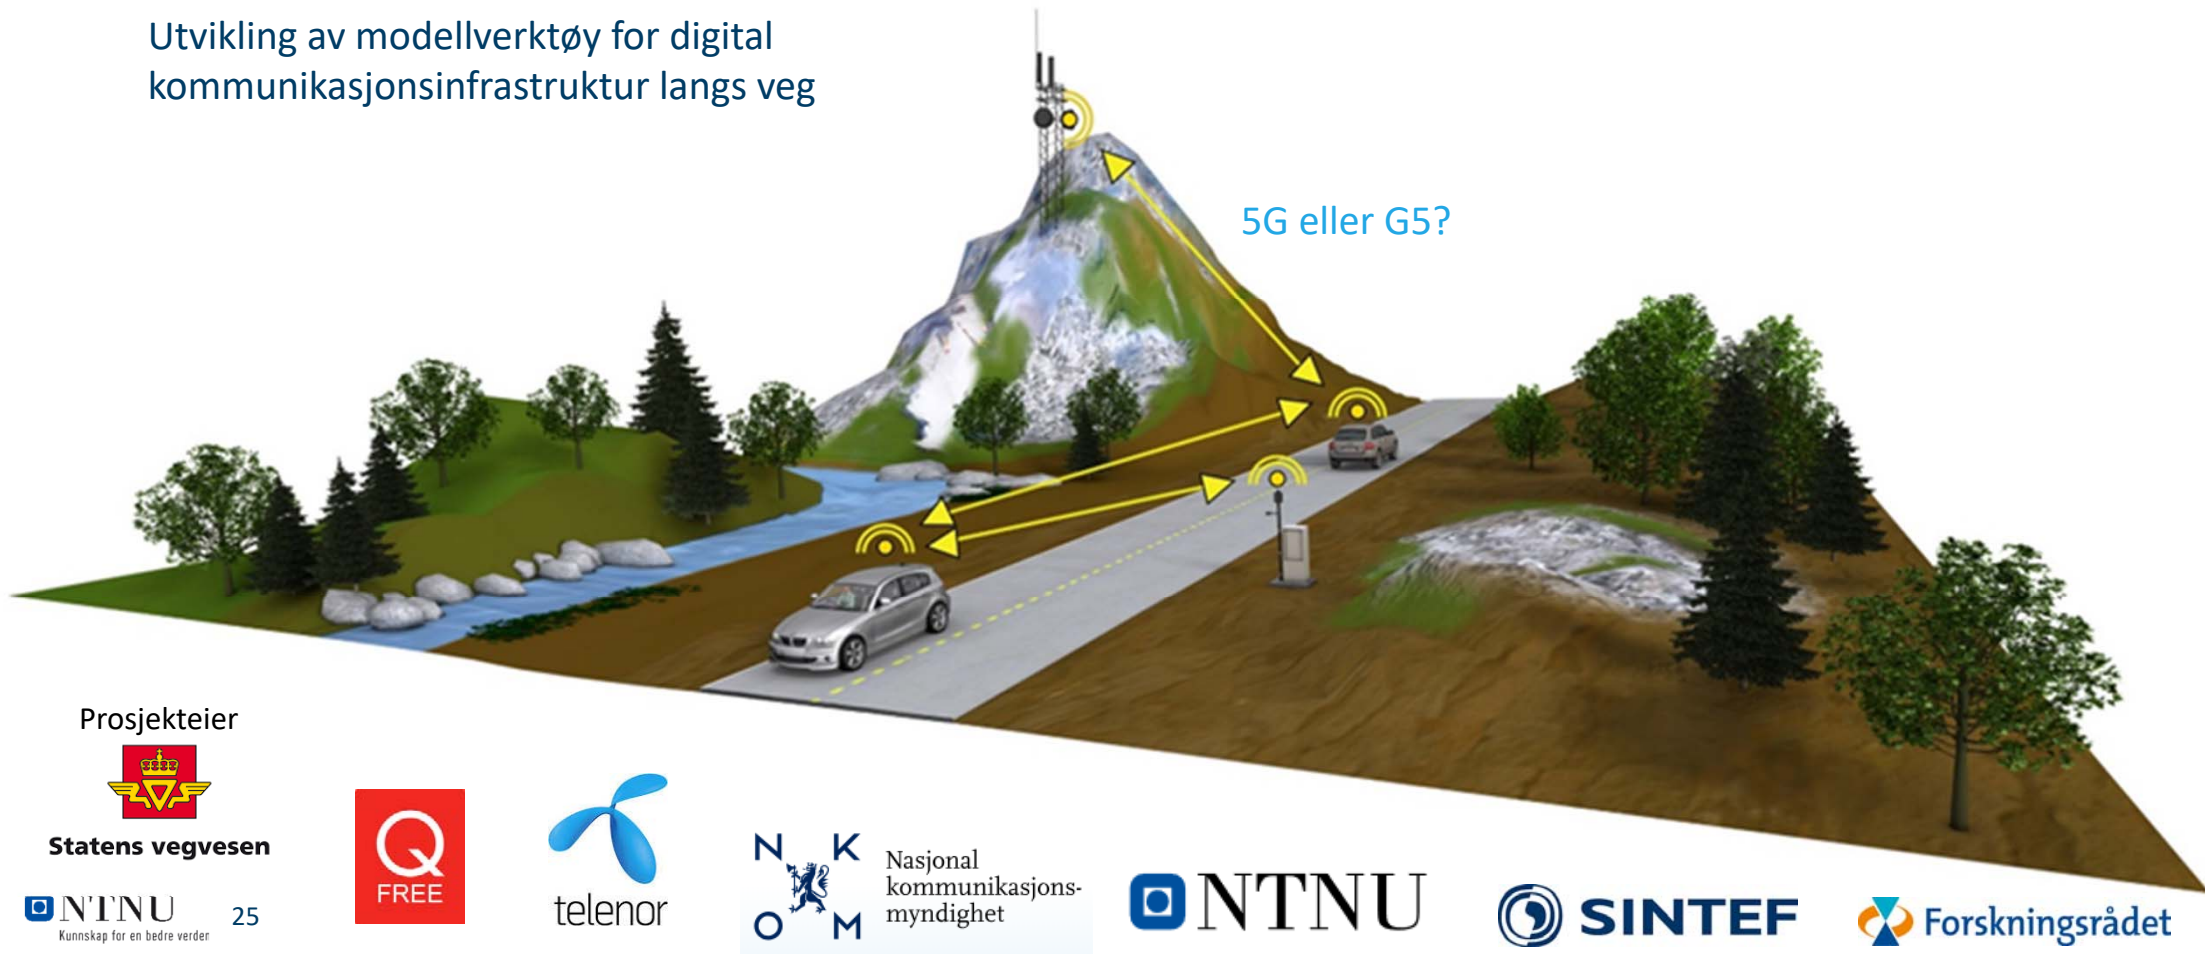 Utvikling av modellverktøy for digital
kommunikasjonsinfrastruktur langs veg
5G eller G5?
Prosjekteier
Statens vegvesen
NTNU
Kunnskap for en bedre verden
25
Q
FREE
telenor
N K
O M
Nasjonal
kommunikasjons-
myndighet
NTNU
SINTEF
Forskningsrådet